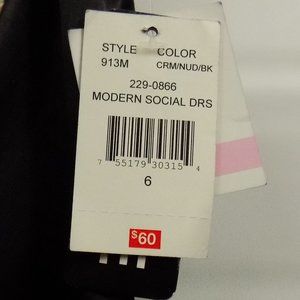 STYLE COLOR
913M CRM/NUD/BK
229-0866
MODERN SOCIAL DRS
7 55179 30315 4
6
$60